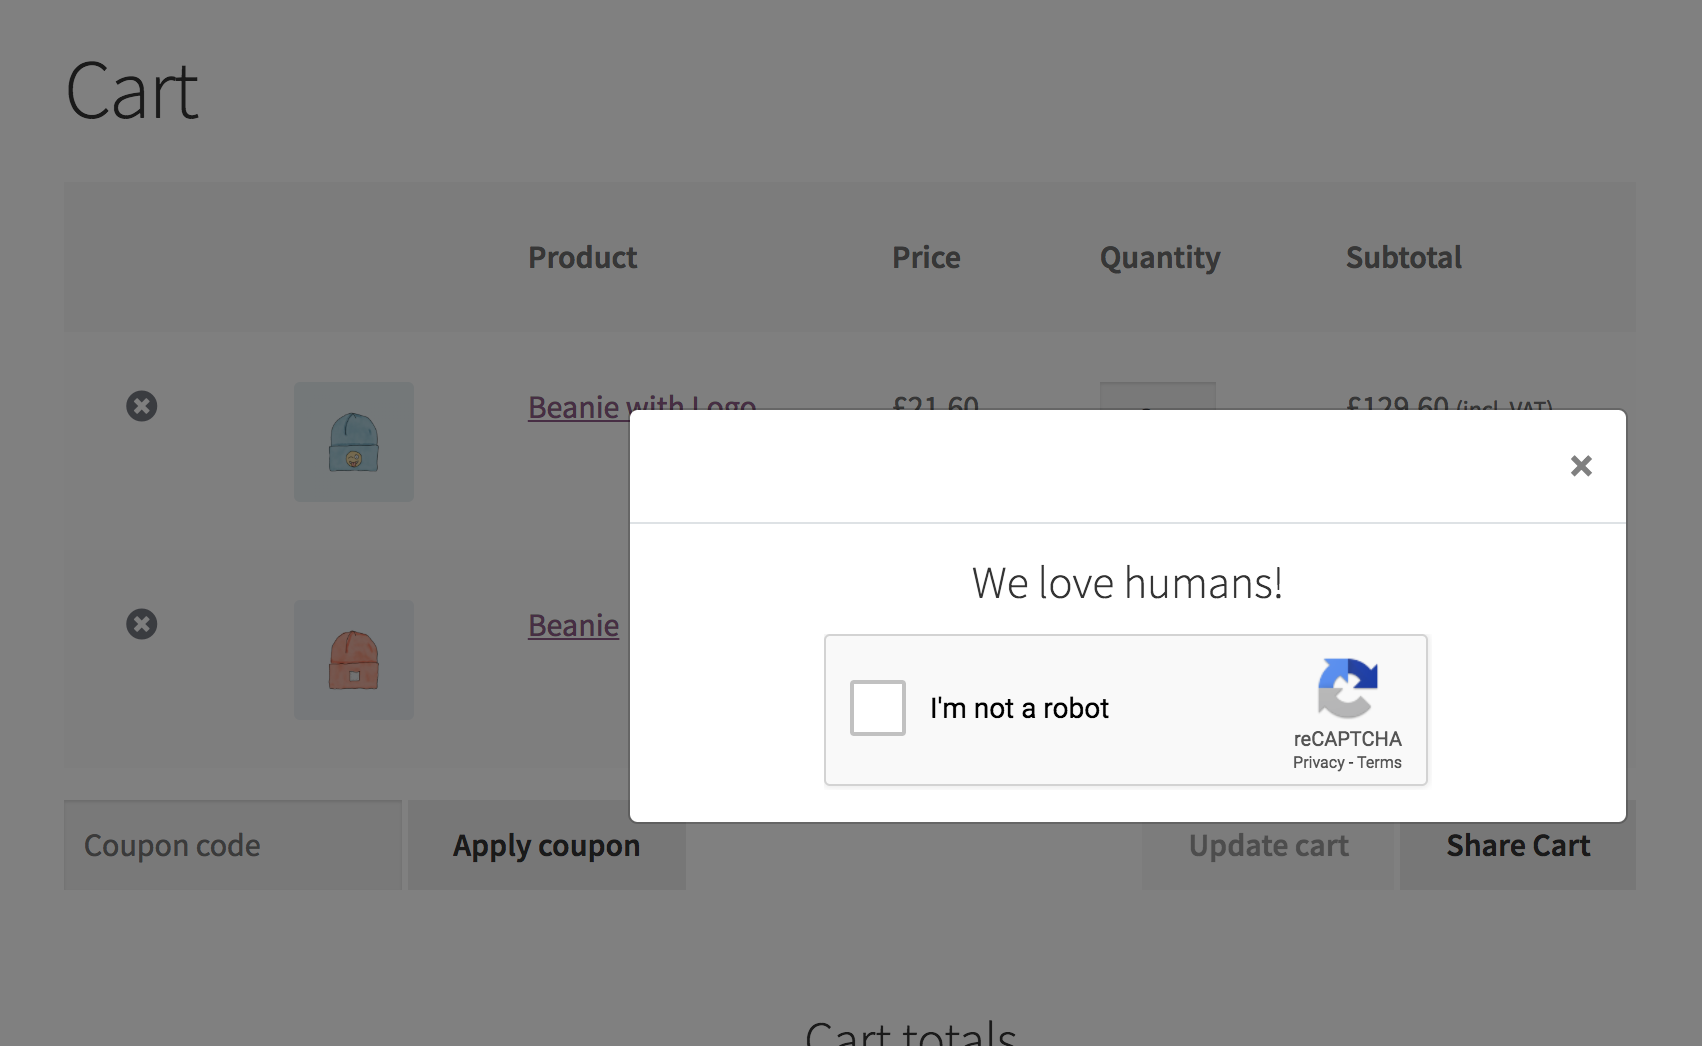 Cart
Product Price Quantity Subtotal
Beanie with Logo £21.60 £129.60 (incl. VAT)
We love humans!
Beanie
I'm not a robot
reCAPTCHA
Privacy - Terms
Coupon code Apply coupon Update cart Share Cart
Cart totals